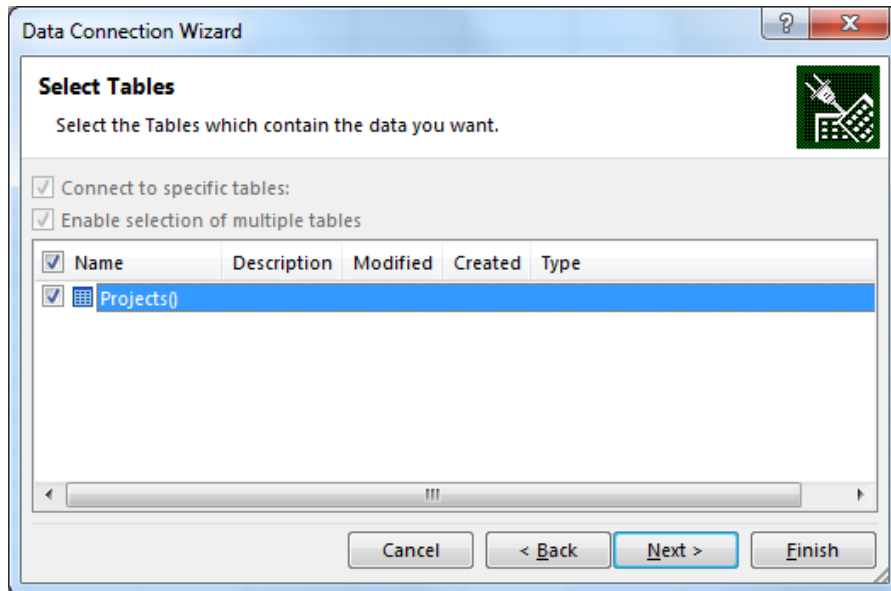 Data Connection Wizard
Select Tables
Select the Tables which contain the data you want.
Connect to specific tables:
Enable selection of multiple tables
Name Description Modified Created Type
Projects()
Cancel < Back Next > Finish